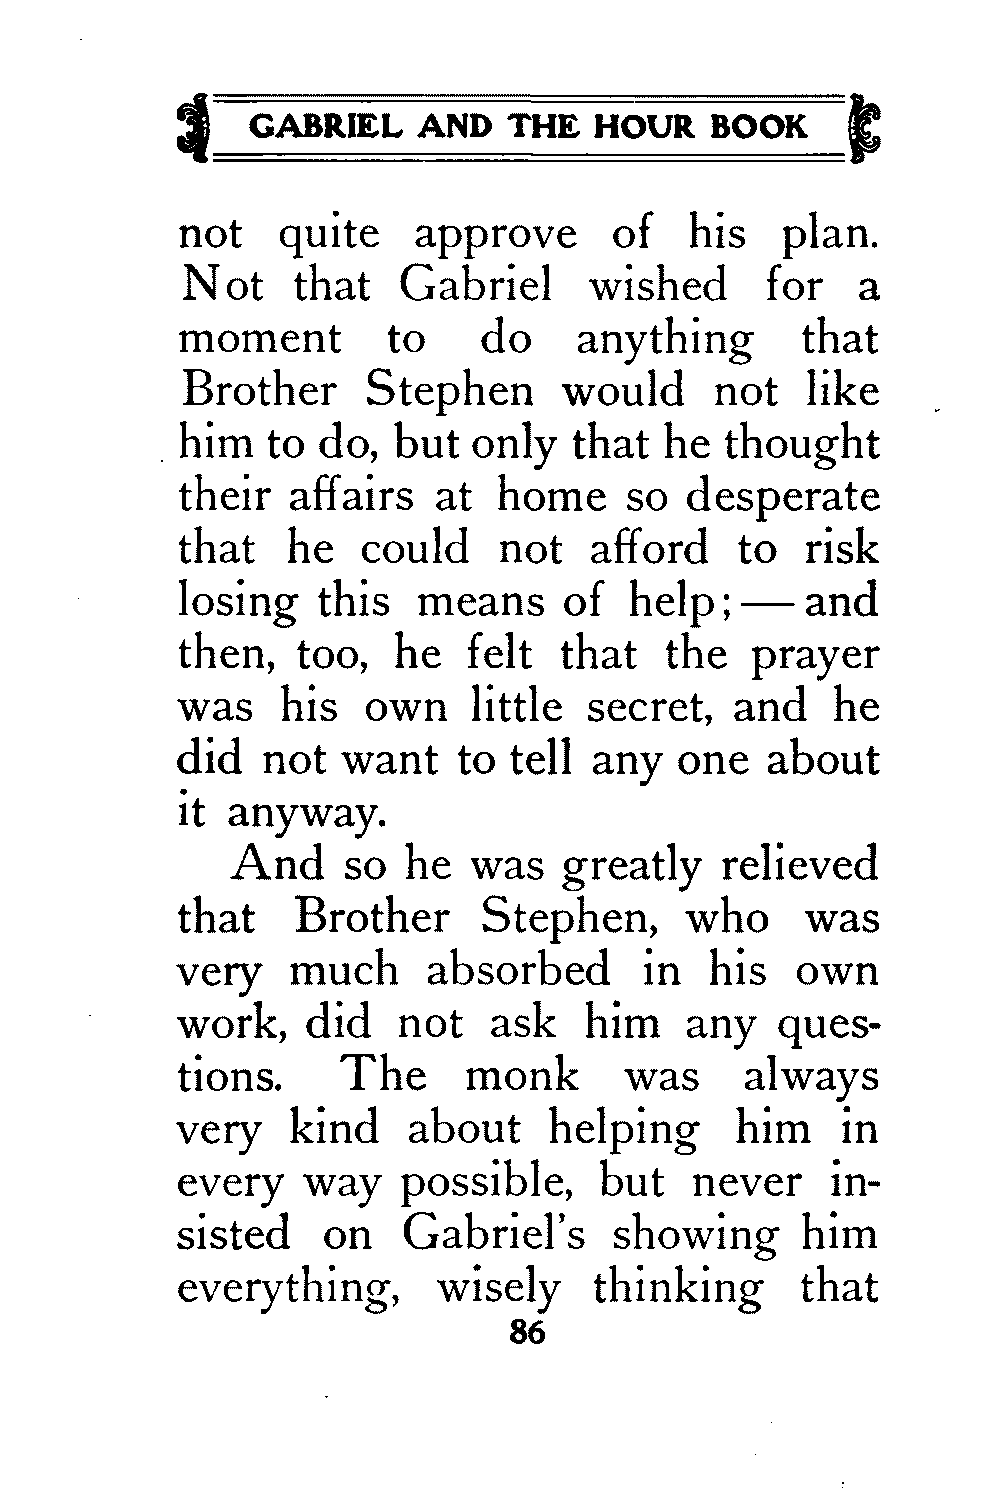 GABRIEL AND THE HOUR BOOK
not quite approve of his plan.
Not that Gabriel wished for a
moment to do anything that
Brother Stephen would not like
him to do, but only that he thought
their affairs at home so desperate
that he could not afford to risk
losing this means of help; — and
then, too, he felt that the prayer
was his own little secret, and he
did not want to tell any one about
it anyway.
And so he was greatly relieved
that Brother Stephen, who was
very much absorbed in his own
work, did not ask him any ques-
tions. The monk was always
very kind about helping him in
every way possible, but never in-
sisted on Gabriel's showing him
everything, wisely thinking that
86